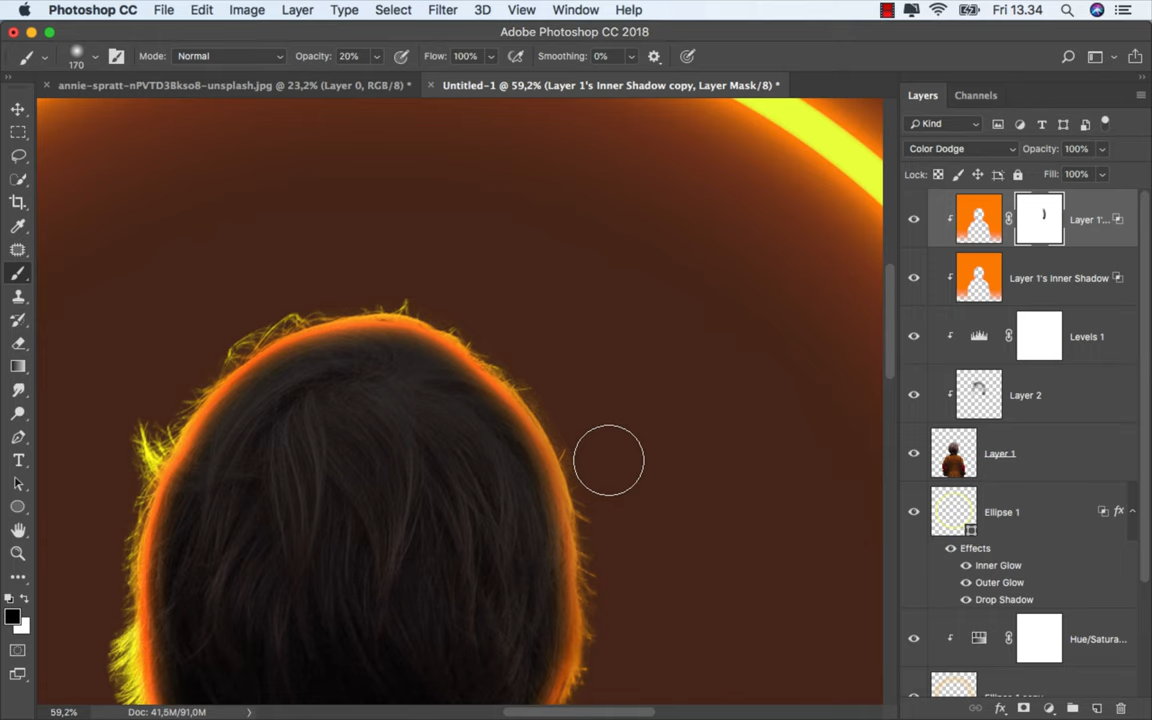 Photoshop CC File Edit Image Layer Type Select Filter 3D View Window Help Fri 13.34
Adobe Photoshop CC 2018
170 Mode: Normal Opacity: 20% Flow: 100% Smoothing: 0%
annie-spratt-nPVTD3Bkso8-unsplash.jpg @ 23,2% (Layer 0, RGB/8) * Untitled-1 @ 59,2% (Layer 1's Inner Shadow copy, Layer Mask/8) *
Layers Channels
Kind
Color Dodge Opacity: 100%
Lock: Fill: 100%
Layer 1'...
Layer 1's Inner Shadow
Levels 1
Layer 2
Layer 1
Ellipse 1 fx
Effects
Inner Glow
Outer Glow
Drop Shadow
Hue/Satura...
59,2% Doc: 41,5M/91,0M fx